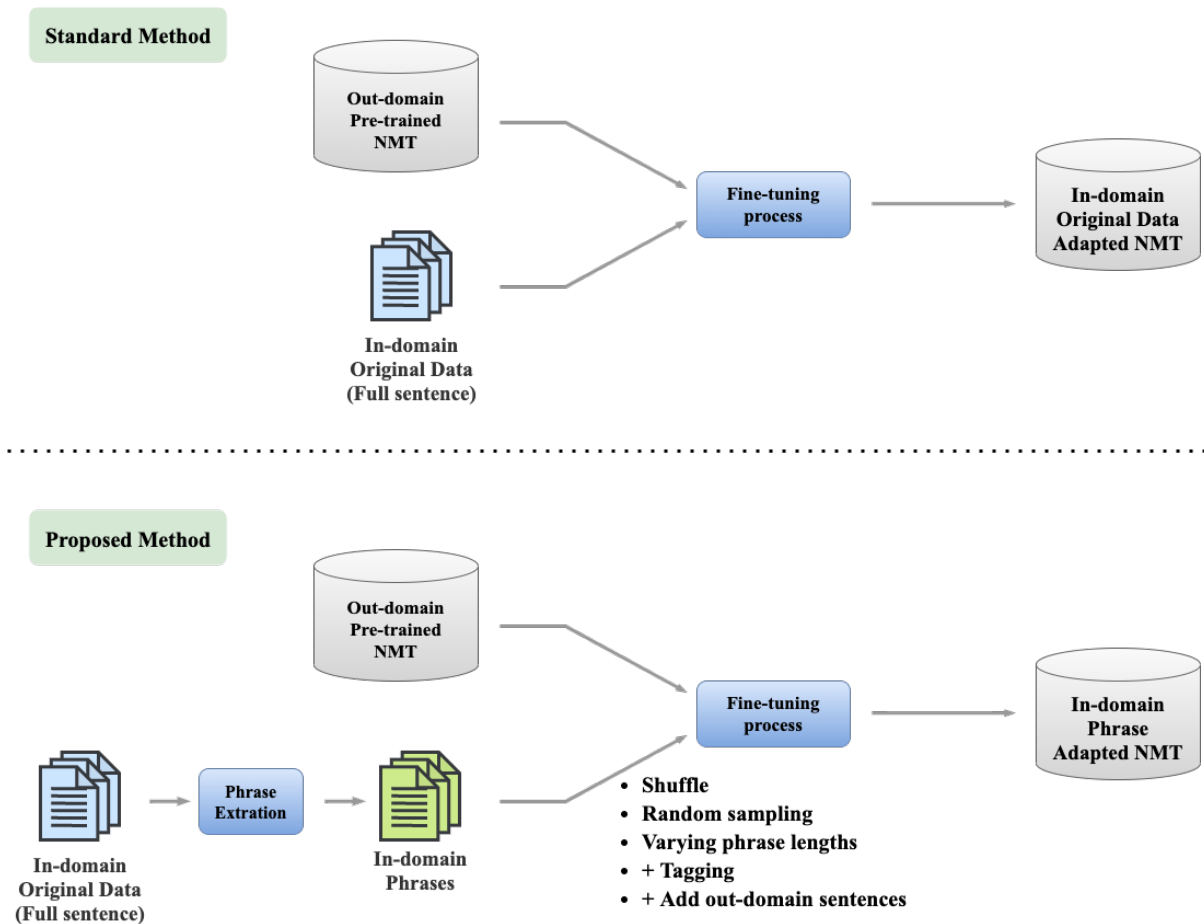 Standard Method
Out-domain
Pre-trained
NMT
In-domain
Original Data
(Full sentence)
Fine-tuning
process
In-domain
Original Data
Adapted NMT
Proposed Method
Out-domain
Pre-trained
NMT
In-domain
Original Data
(Full sentence)
Phrase
Extration
In-domain
Phrases
Fine-tuning
process
• Shuffle
• Random sampling
• Varying phrase lengths
• + Tagging
• + Add out-domain sentences
In-domain
Phrase
Adapted NMT